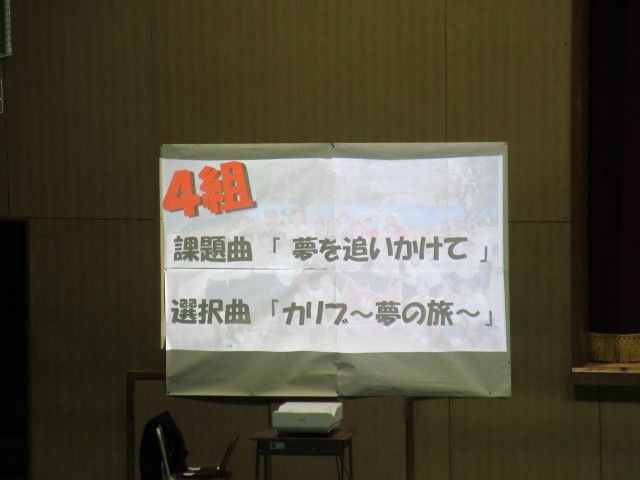 4組
課題曲「 夢を追いかけて 」
選択曲「カリブ～夢の旅～」